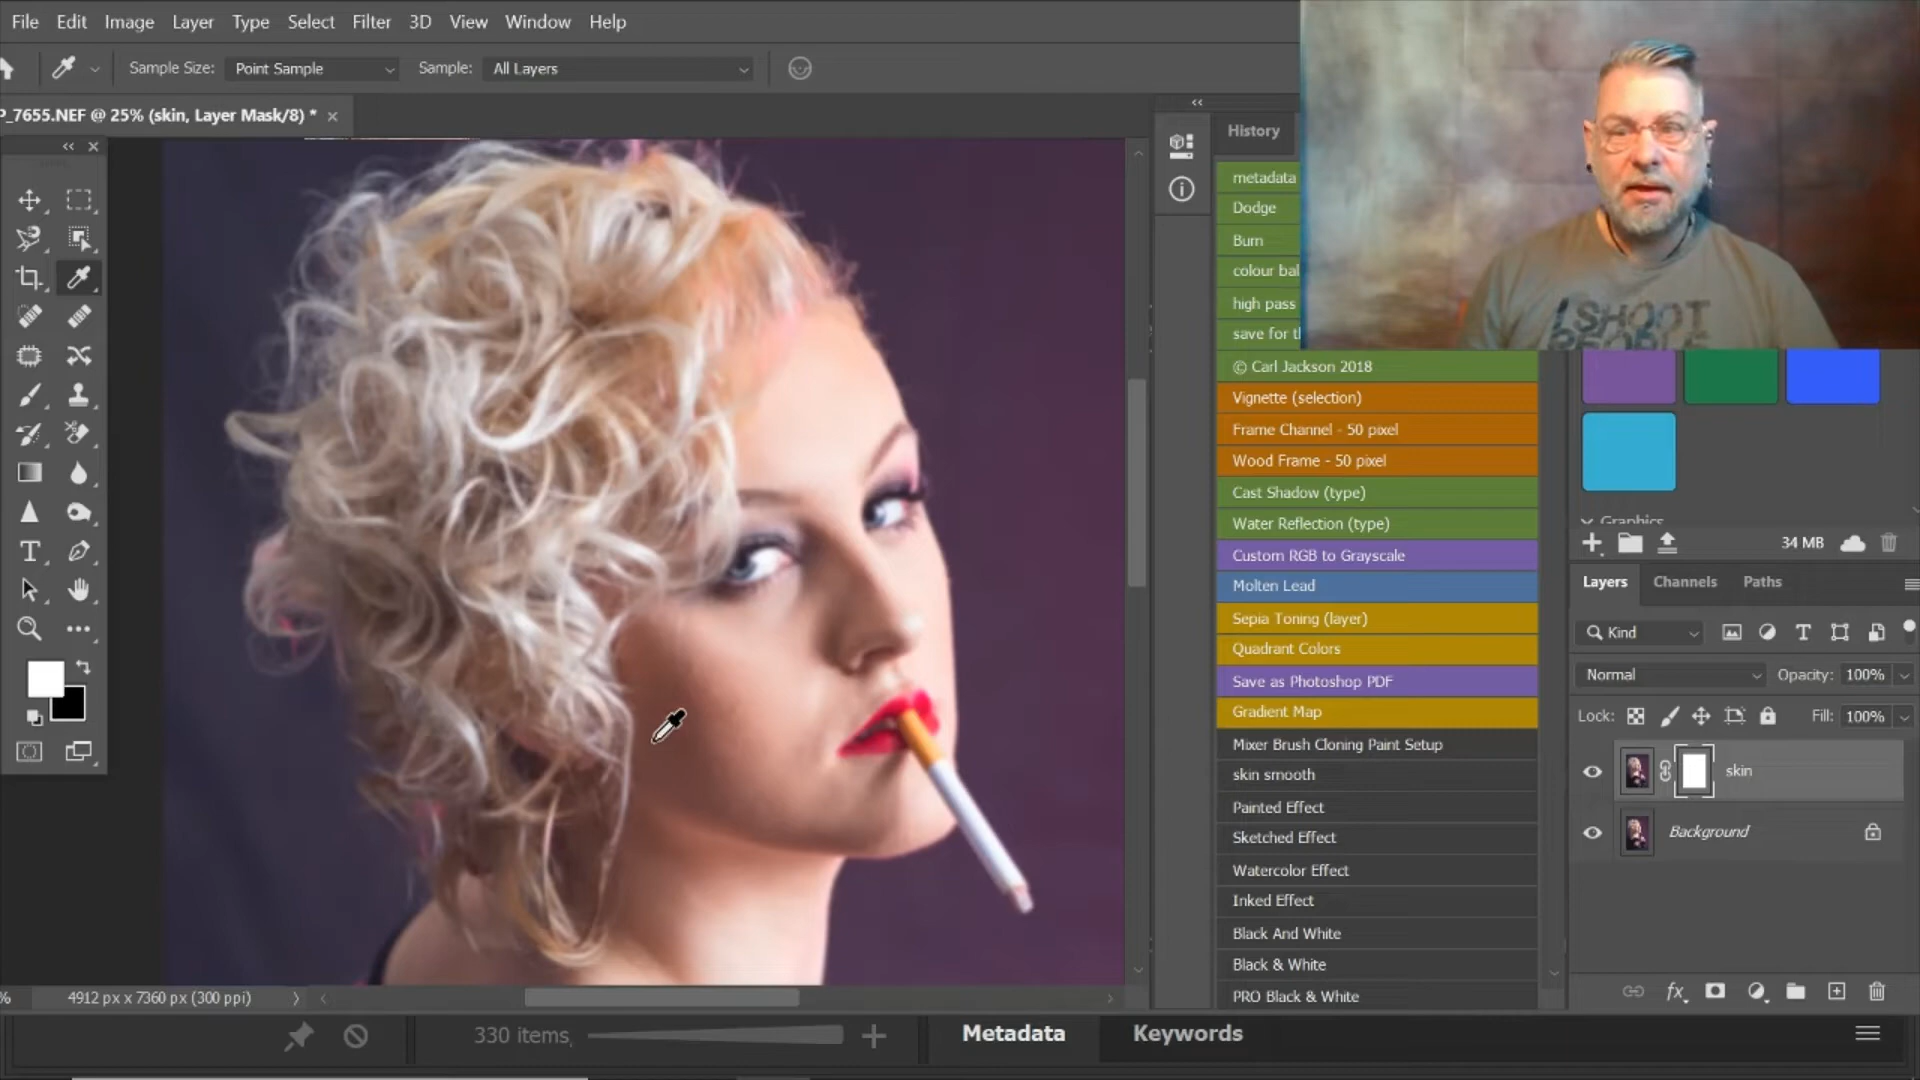 File Edit Image Layer Type Select Filter 3D View Window Help
Sample Size: Point Sample Sample: All Layers
P_7655.NEF @ 25% (skin, Layer Mask/8) *
History
metadata
Dodge
Burn
colour bal
high pass
save for t
© Carl Jackson 2018
Vignette (selection)
Frame Channel - 50 pixel
Wood Frame - 50 pixel
Cast Shadow (type)
Water Reflection (type)
Custom RGB to Grayscale
Molten Lead
Sepia Toning (layer)
Quadrant Colors
Save as Photoshop PDF
Gradient Map
Mixer Brush Cloning Paint Setup
skin smooth
Painted Effect
Sketched Effect
Watercolor Effect
Inked Effect
Black And White
Black & White
PRO Black & White
I SHOOT
PEOPLE
Graphics
34 MB
Layers Channels Paths
Kind
Normal Opacity: 100%
Lock: Fill: 100%
skin
Background
% 4912 px x 7360 px (300 ppi)
330 items,
Metadata Keywords